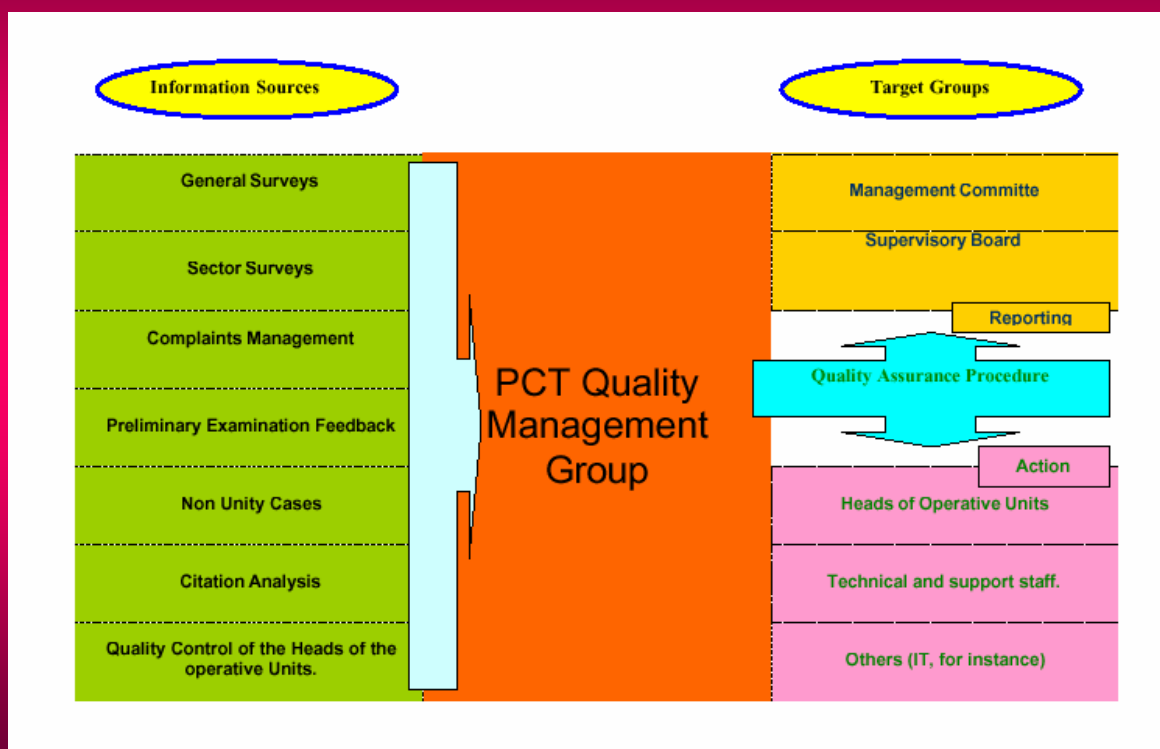 Information Sources
Target Groups
General Surveys
Sector Surveys
Complaints Management
Preliminary Examination Feedback
Non Unity Cases
Citation Analysis
Quality Control of the Heads of the
operative Units.
PCT Quality
Management
Group
Management Committe
Supervisory Board
Reporting
Quality Assurance Procedure
Action
Heads of Operative Units
Technical and support staff.
Others (IT, for instance)